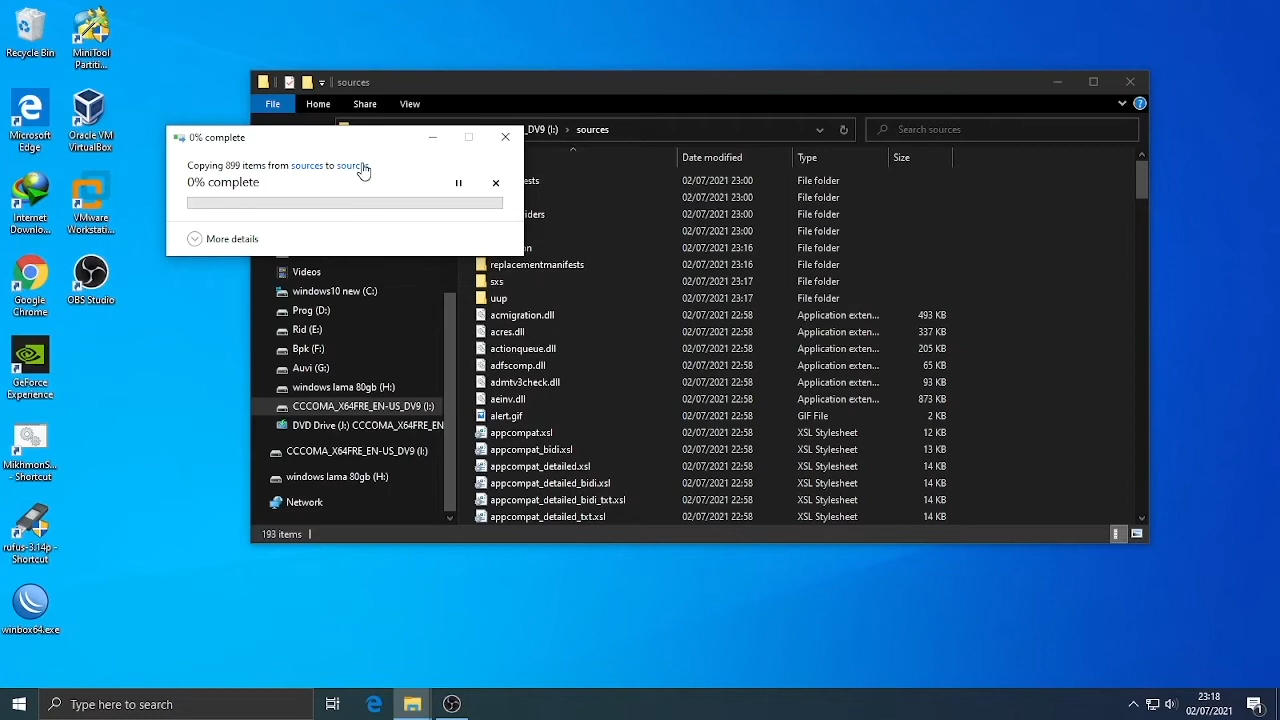 Recycle Bin
MiniTool
Partiti...
Microsoft
Edge
Oracle VM
VirtualBox
Internet
Downlo...
VMware
Workstati...
Google
Chrome
OBS Studio
GeForce
Experience
MikhmonS...
- Shortcut
rufus-3.14p -
Shortcut
winbox64.exe
sources
File Home Share View
_DV9 (I:) › sources
Search sources
0% complete
Copying 899 items from sources to sources
0% complete
More details
Date modified Type Size
ests 02/07/2021 23:00 File folder
02/07/2021 23:00 File folder
iders 02/07/2021 23:00 File folder
02/07/2021 23:00 File folder
on 02/07/2021 23:16 File folder
replacementmanifests 02/07/2021 23:16 File folder
sxs 02/07/2021 23:17 File folder
uup 02/07/2021 23:17 File folder
acmigration.dll 02/07/2021 22:58 Application exten... 493 KB
acres.dll 02/07/2021 22:58 Application exten... 337 KB
actionqueue.dll 02/07/2021 22:58 Application exten... 205 KB
adfscomp.dll 02/07/2021 22:58 Application exten... 65 KB
admtv3check.dll 02/07/2021 22:58 Application exten... 93 KB
aeinv.dll 02/07/2021 22:58 Application exten... 873 KB
alert.gif 02/07/2021 22:58 GIF File 2 KB
appcompat.xsl 02/07/2021 22:58 XSL Stylesheet 12 KB
appcompat_bidi.xsl 02/07/2021 22:58 XSL Stylesheet 13 KB
appcompat_detailed.xsl 02/07/2021 22:58 XSL Stylesheet 14 KB
appcompat_detailed_bidi.xsl 02/07/2021 22:58 XSL Stylesheet 14 KB
appcompat_detailed_bidi_txt.xsl 02/07/2021 22:58 XSL Stylesheet 14 KB
appcompat_detailed_txt.xsl 02/07/2021 22:58 XSL Stylesheet 14 KB
Videos
windows10 new (C:)
Prog (D:)
Rid (E:)
Bpk (F:)
Auvi (G:)
windows lama 80gb (H:)
CCCOMA_X64FRE_EN-US_DV9 (I:)
DVD Drive (J:) CCCOMA_X64FRE_EN
CCCOMA_X64FRE_EN-US_DV9 (I:)
windows lama 80gb (H:)
Network
193 items
Type here to search
23:18
02/07/2021
1